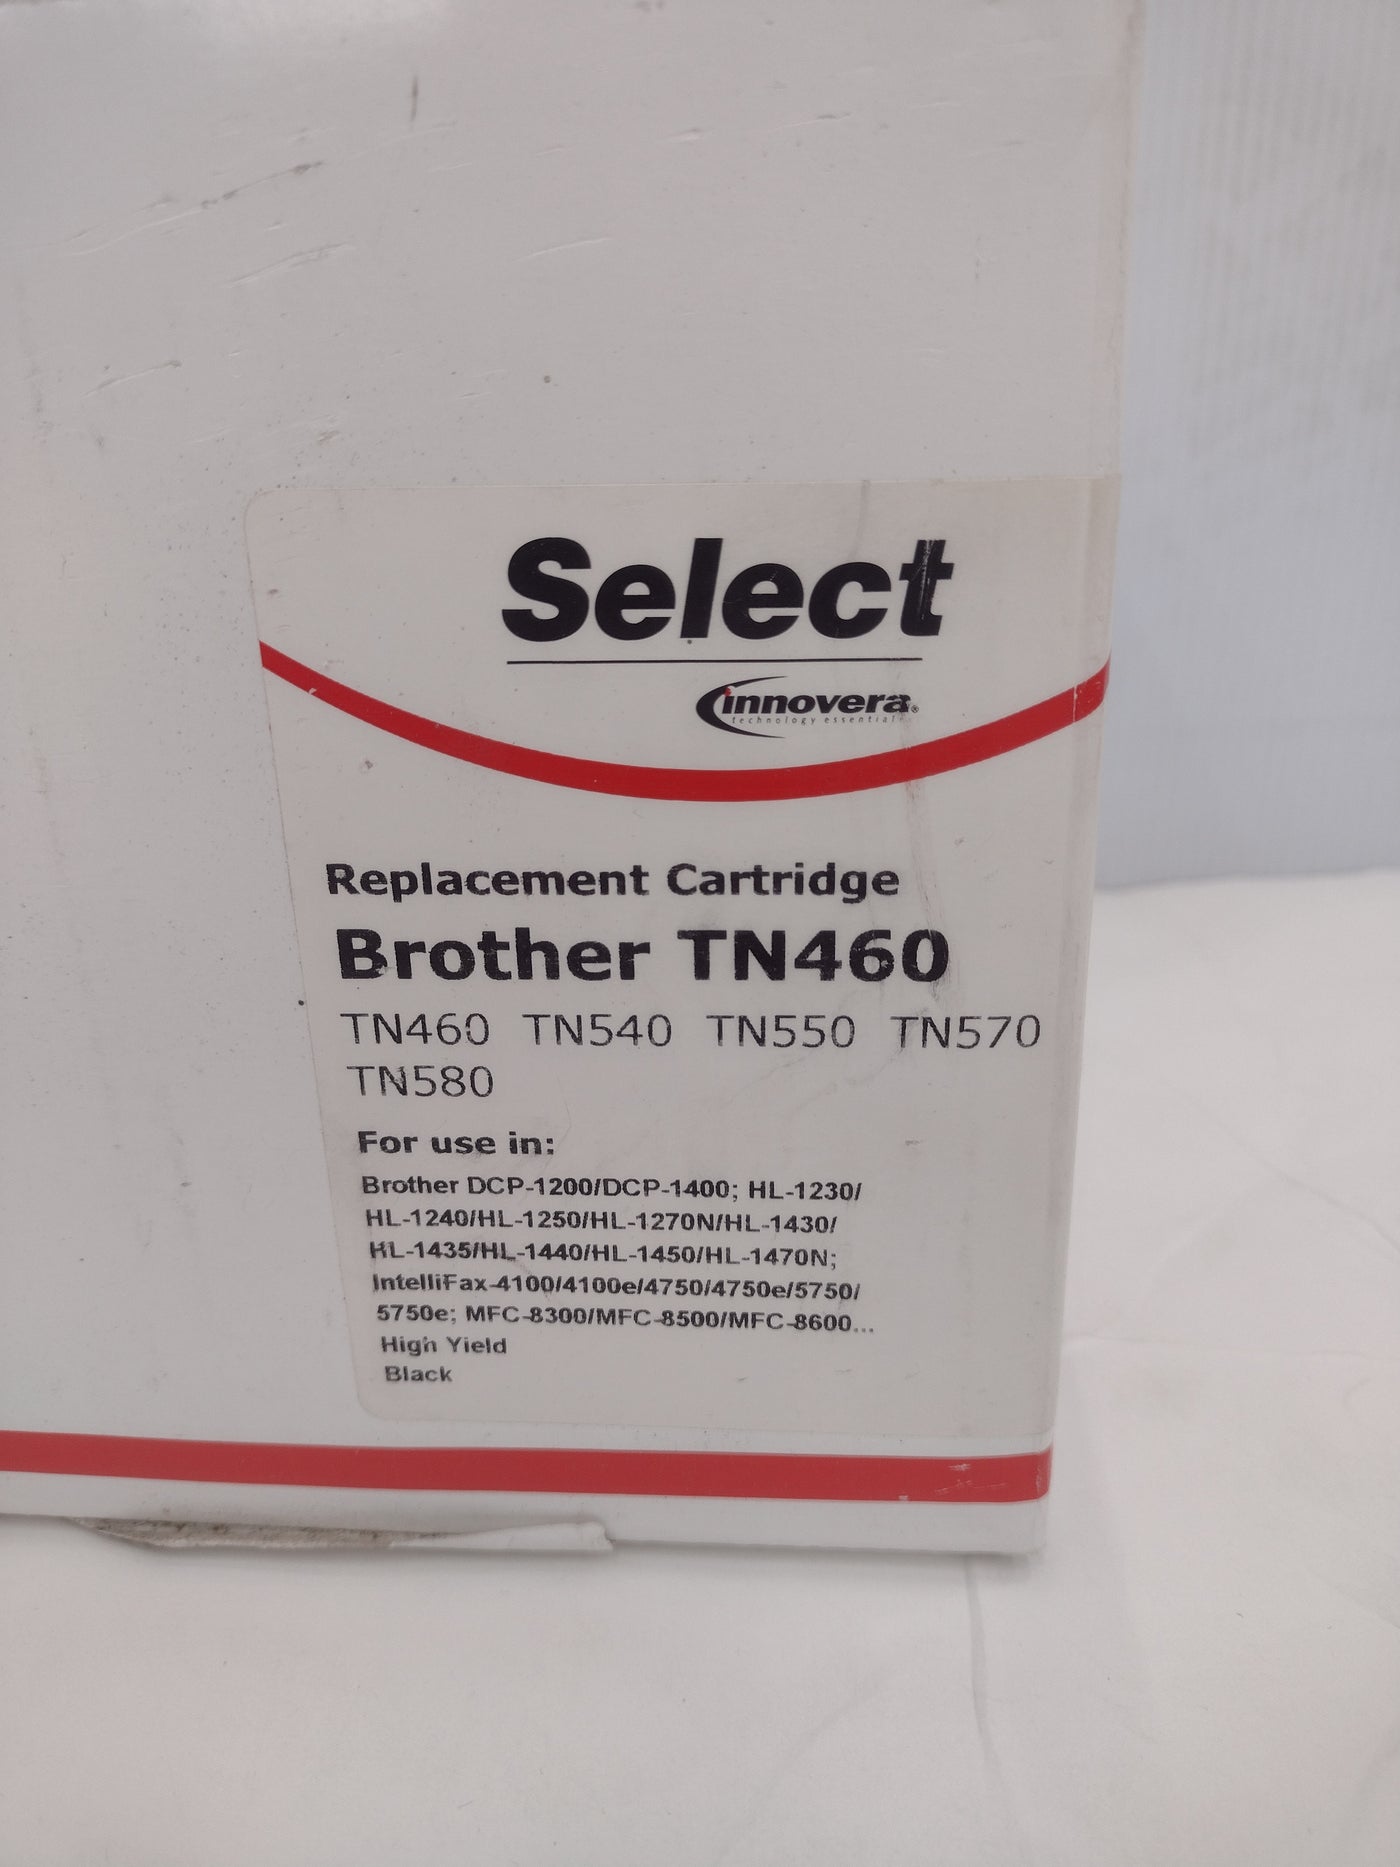 Select
innovera®
technology essentials
Replacement Cartridge
Brother TN460
TN460 TN540 TN550 TN570
TN580
For use in:
Brother DCP-1200/DCP-1400; HL-1230/
HL-1240/HL-1250/HL-1270N/HL-1430/
HL-1435/HL-1440/HL-1450/HL-1470N;
IntelliFax-4100/4100e/4750/4750e/5750/
5750e; MFC-8300/MFC-8500/MFC-8600...
High Yield
Black